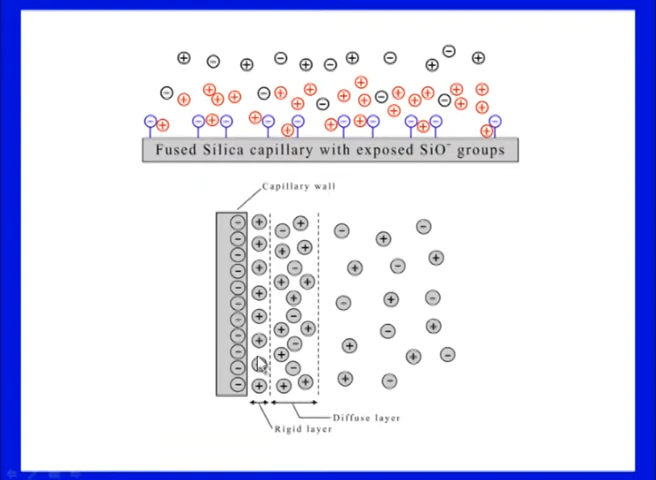 Fused Silica capillary with exposed SiO⁻ groups
Capillary wall
Diffuse layer
Rigid layer